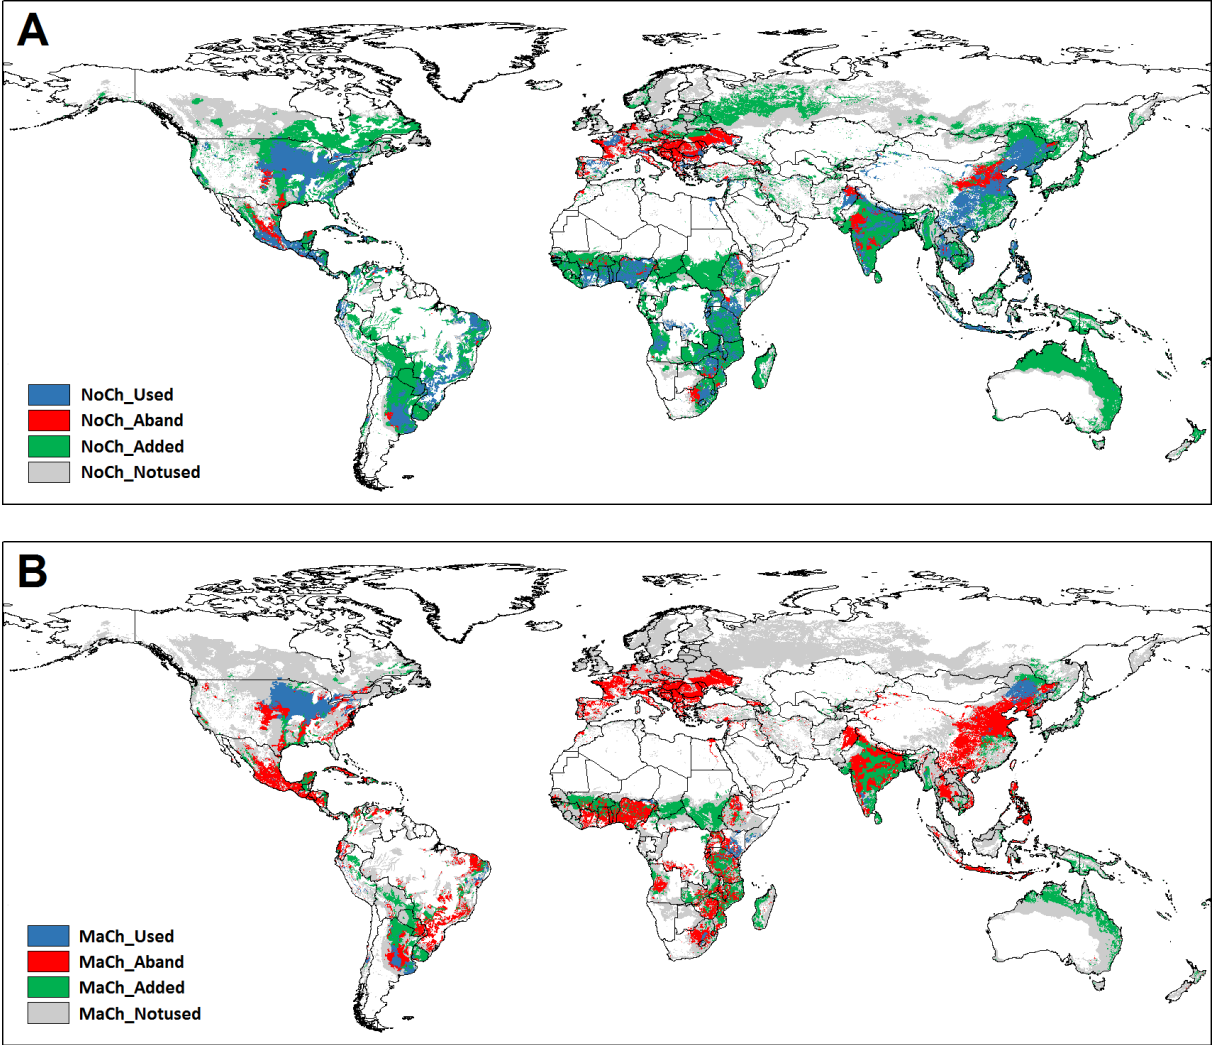 A
NoCh_Used
NoCh_Aband
NoCh_Added
NoCh_Notused
B
MaCh_Used
MaCh_Aband
MaCh_Added
MaCh_Notused